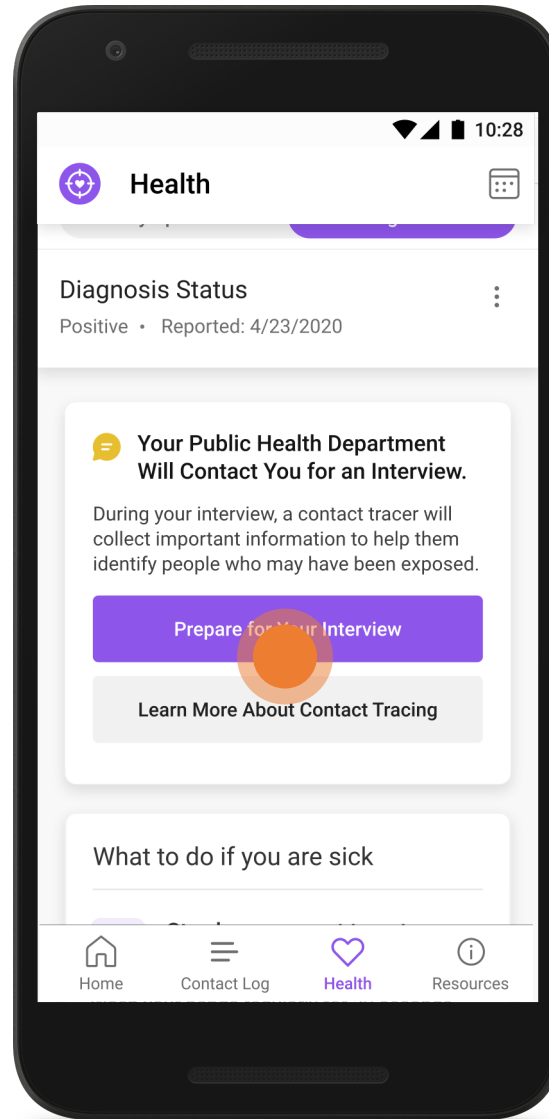 10:28
Health
Diagnosis Status
Positive • Reported: 4/23/2020
Your Public Health Department
Will Contact You for an Interview.
During your interview, a contact tracer will
collect important information to help them
identify people who may have been exposed.
Prepare for Your Interview
Learn More About Contact Tracing
What to do if you are sick
Home Contact Log Health Resources